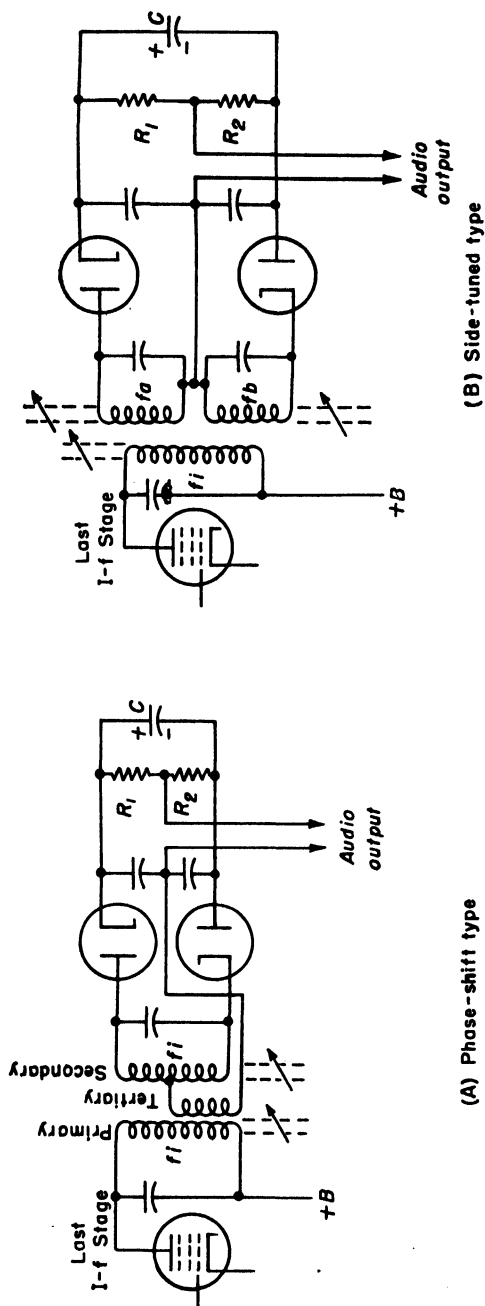 Last
I-f Stage
Primary
Tertiary
Secondary
fi
fi
+B
R1
R2
+
C
-
Audio
output
(A) Phase-shift type
Last
I-f Stage
fi
fa
fb
+B
R1
R2
+
C
-
Audio
output
(B) Side-tuned type